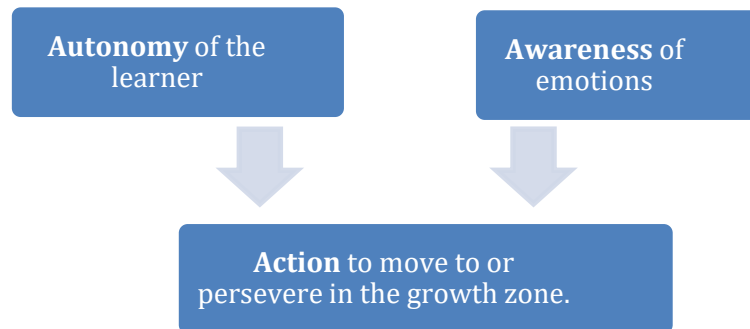 Autonomy of the
learner
Awareness of
emotions
Action to move to or
persevere in the growth zone.